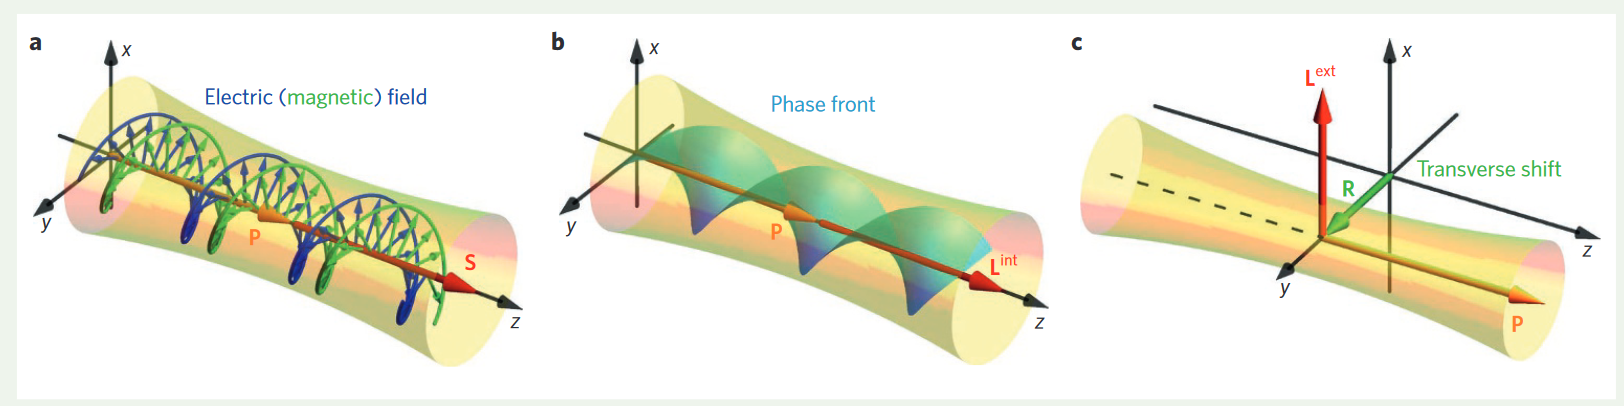 a
x
Electric (magnetic) field
y
P
S
z
b
x
Phase front
y
P
L^int
z
c
x
L^ext
Transverse shift
R
z
y
P